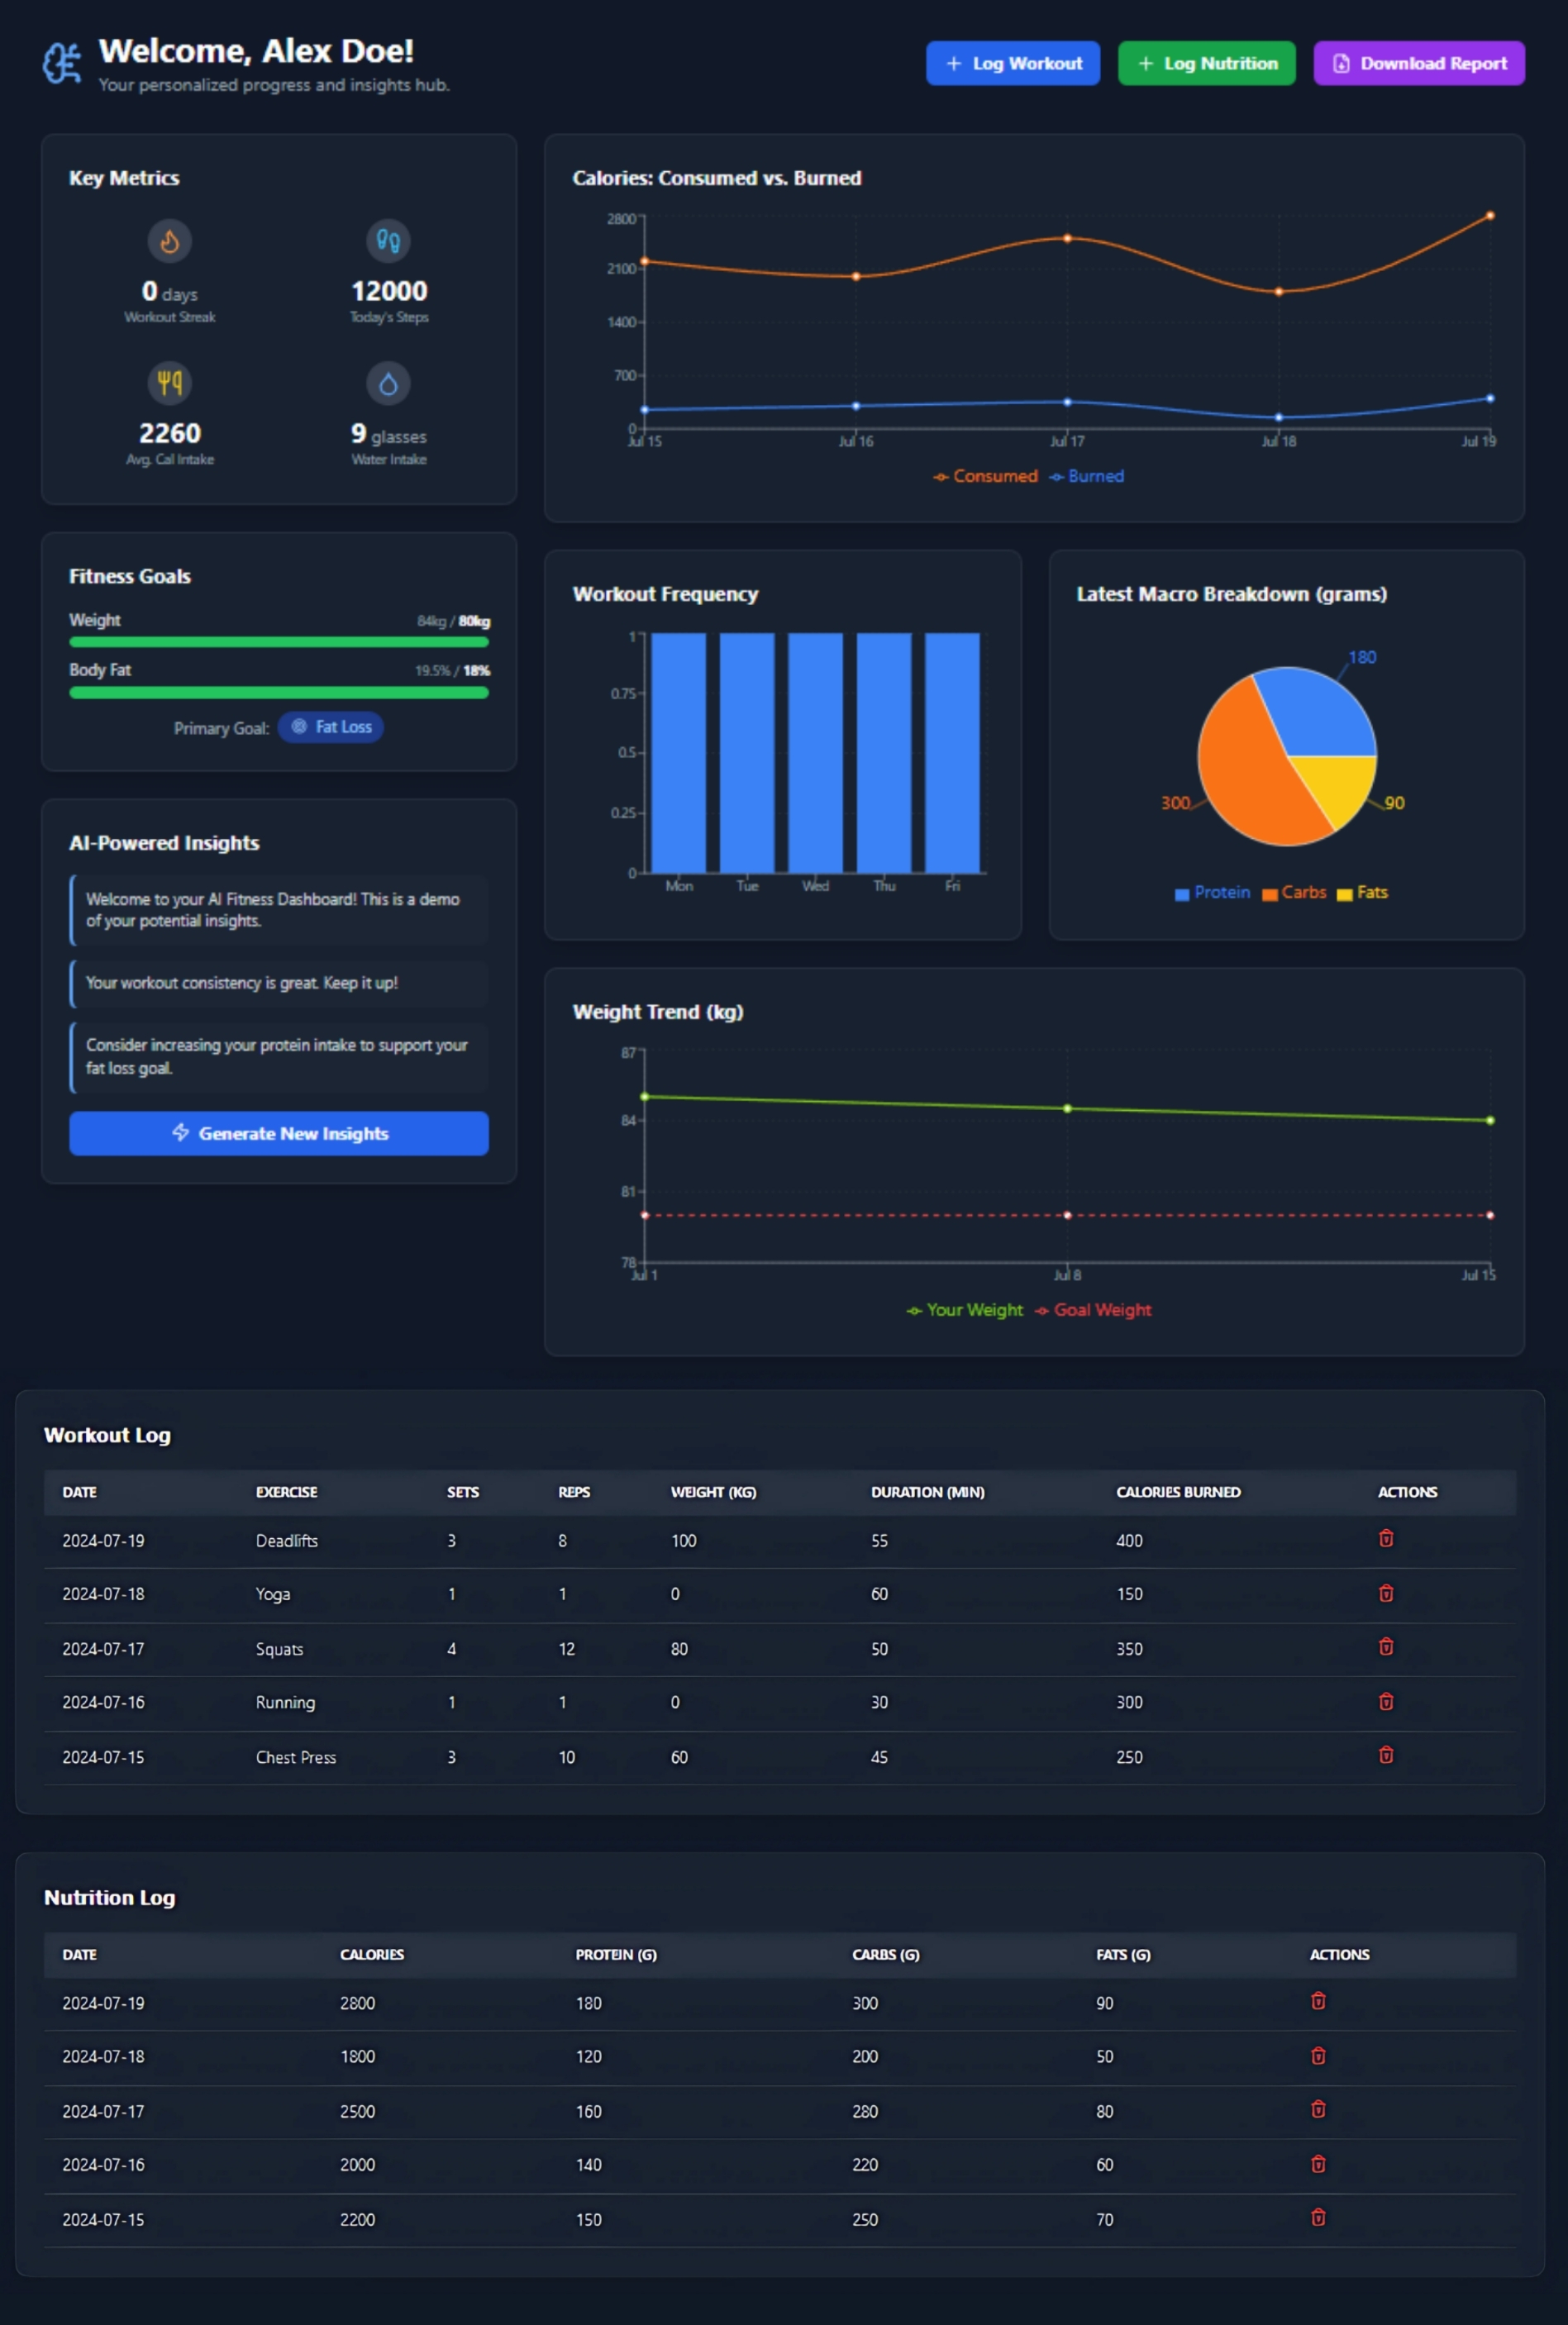 Welcome, Alex Doe!
Your personalized progress and insights hub.
+ Log Workout
+ Log Nutrition
Download Report
Key Metrics
0 days
Workout Streak
12000
Today's Steps
2260
Avg. Cal Intake
9 glasses
Water Intake
Fitness Goals
Weight 84kg / 80kg
Body Fat 19.5% / 18%
Primary Goal: Fat Loss
AI-Powered Insights
Welcome to your AI Fitness Dashboard! This is a demo
of your potential insights.
Your workout consistency is great. Keep it up!
Consider increasing your protein intake to support your
fat loss goal.
Generate New Insights
Calories: Consumed vs. Burned
2800
2100
1400
700
0
Jul 15 Jul 16 Jul 17 Jul 18 Jul 19
Consumed Burned
Workout Frequency
1
0.75
0.5
0.25
0
Mon Tue Wed Thu Fri
Latest Macro Breakdown (grams)
180
300
90
Protein Carbs Fats
Weight Trend (kg)
87
84
81
78
Jul 1 Jul 8 Jul 15
Your Weight Goal Weight
Workout Log
DATE EXERCISE SETS REPS WEIGHT (KG) DURATION (MIN) CALORIES BURNED ACTIONS
2024-07-19 Deadlifts 3 8 100 55 400
2024-07-18 Yoga 1 1 0 60 150
2024-07-17 Squats 4 12 80 50 350
2024-07-16 Running 1 1 0 30 300
2024-07-15 Chest Press 3 10 60 45 250
Nutrition Log
DATE CALORIES PROTEIN (G) CARBS (G) FATS (G) ACTIONS
2024-07-19 2800 180 300 90
2024-07-18 1800 120 200 50
2024-07-17 2500 160 280 80
2024-07-16 2000 140 220 60
2024-07-15 2200 150 250 70